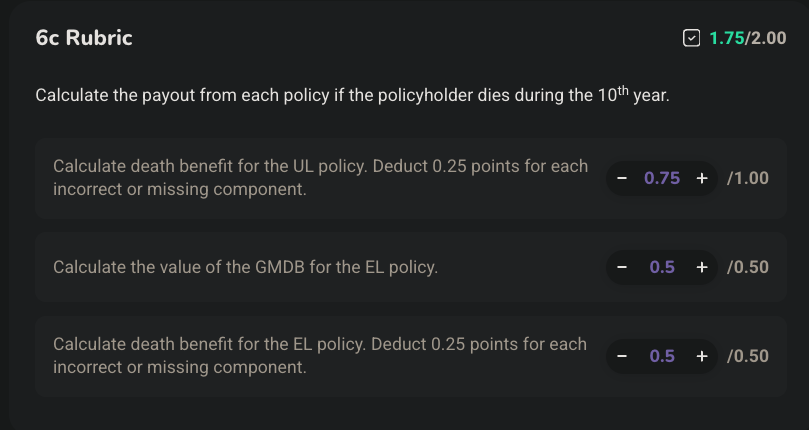 6c Rubric
1.75/2.00
Calculate the payout from each policy if the policyholder dies during the 10th year.
Calculate death benefit for the UL policy. Deduct 0.25 points for each
incorrect or missing component.
− 0.75 + /1.00
Calculate the value of the GMDB for the EL policy.
− 0.5 + /0.50
Calculate death benefit for the EL policy. Deduct 0.25 points for each
incorrect or missing component.
− 0.5 + /0.50